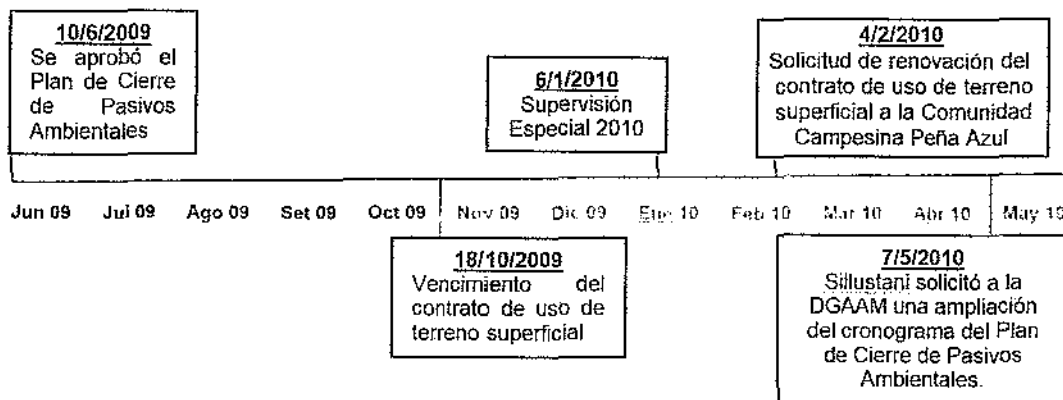 10/6/2009
Se aprobó el
Plan de Cierre
de Pasivos
Ambientales
6/1/2010
Supervisión
Especial 2010
4/2/2010
Solicitud de renovación del
contrato de uso de terreno
superficial a la Comunidad
Campesina Peña Azul
Jun 09 Jul 09 Ago 09 Set 09 Oct 09 Nov 09 Dic 09 Ene 10 Feb 10 Mar 10 Abr 10 May 10
18/10/2009
Vencimiento del
contrato de uso de
terreno superficial
7/5/2010
Sillustani solicitó a la
DGAAM una ampliación
del cronograma del Plan
de Cierre de Pasivos
Ambientales.